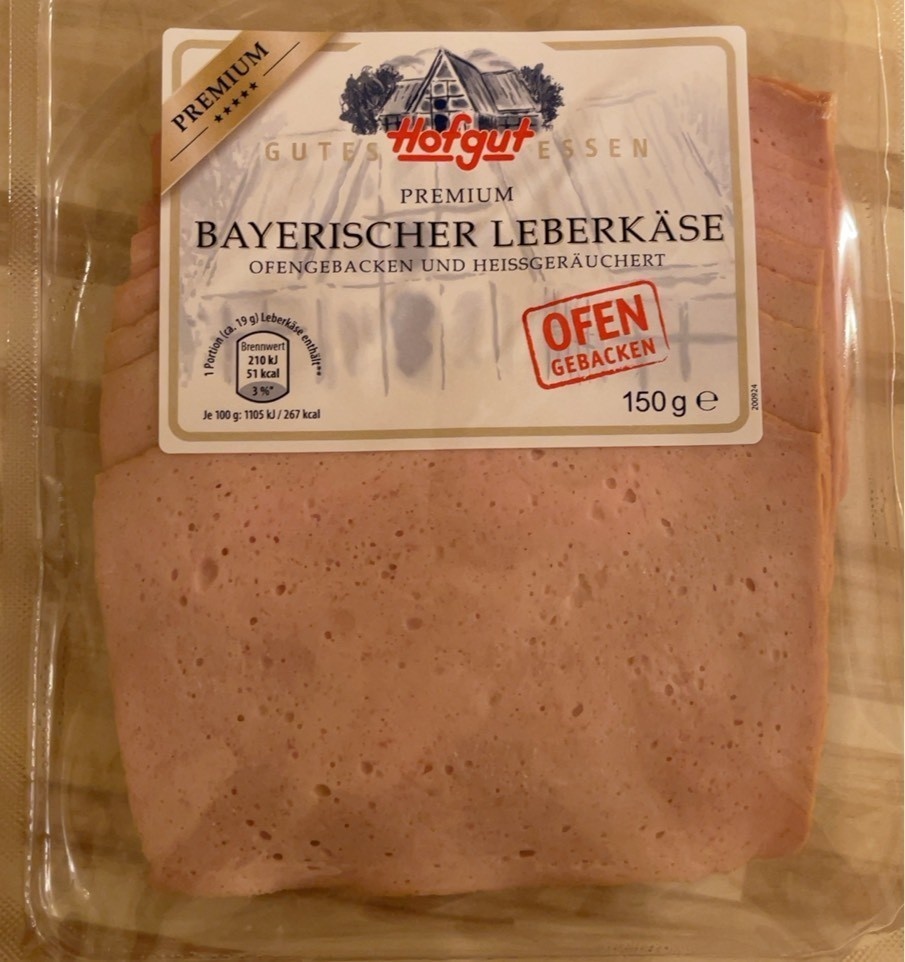 PREMIUM
★★★★★
Hofgut
GUTES ESSEN
PREMIUM
BAYERISCHER LEBERKÄSE
OFENGEBACKEN UND HEISSGERÄUCHERT
1 Portion (ca. 19 g) Leberkäse enthält**
Brennwert
210 kJ
51 kcal
3 %*
Je 100 g: 1105 kJ / 267 kcal
OFEN
GEBACKEN
150 g e
200924